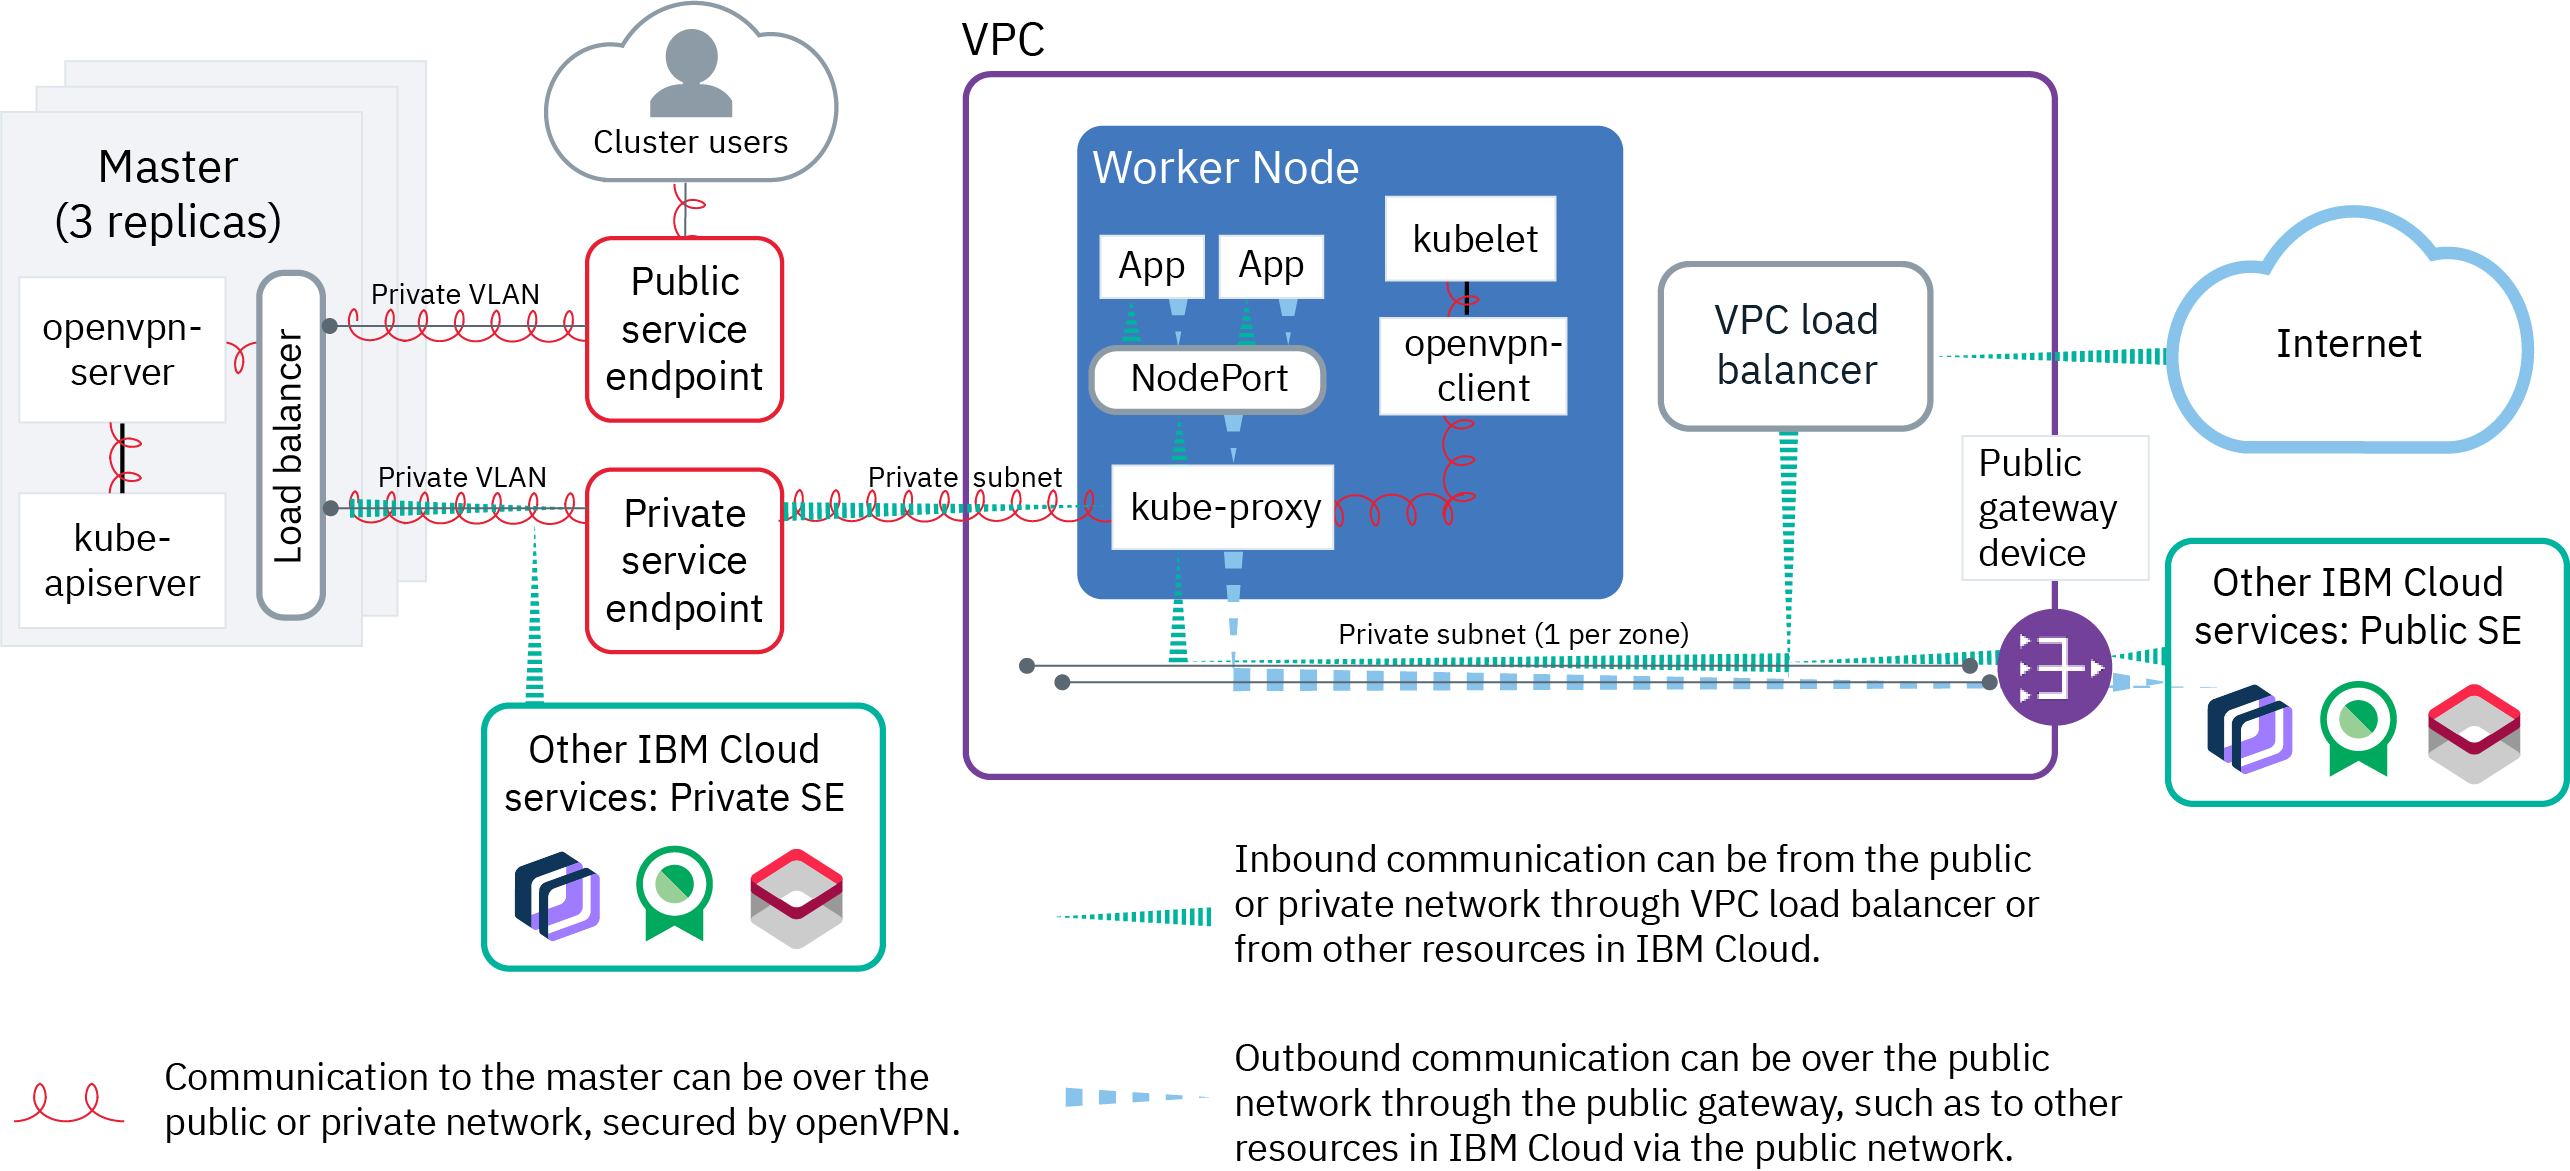 VPC
Cluster users
Master
(3 replicas)
openvpn-
server
kube-
apiserver
Load balancer
Private VLAN
Public
service
endpoint
Private VLAN
Private
service
endpoint
Private subnet
Worker Node
App
App
kubelet
NodePort
openvpn-
client
kube-proxy
VPC load
balancer
Internet
Public
gateway
device
Private subnet (1 per zone)
Other IBM Cloud
services: Public SE
Other IBM Cloud
services: Private SE
Inbound communication can be from the public
or private network through VPC load balancer or
from other resources in IBM Cloud.
Communication to the master can be over the
public or private network, secured by openVPN.
Outbound communication can be over the public
network through the public gateway, such as to other
resources in IBM Cloud via the public network.